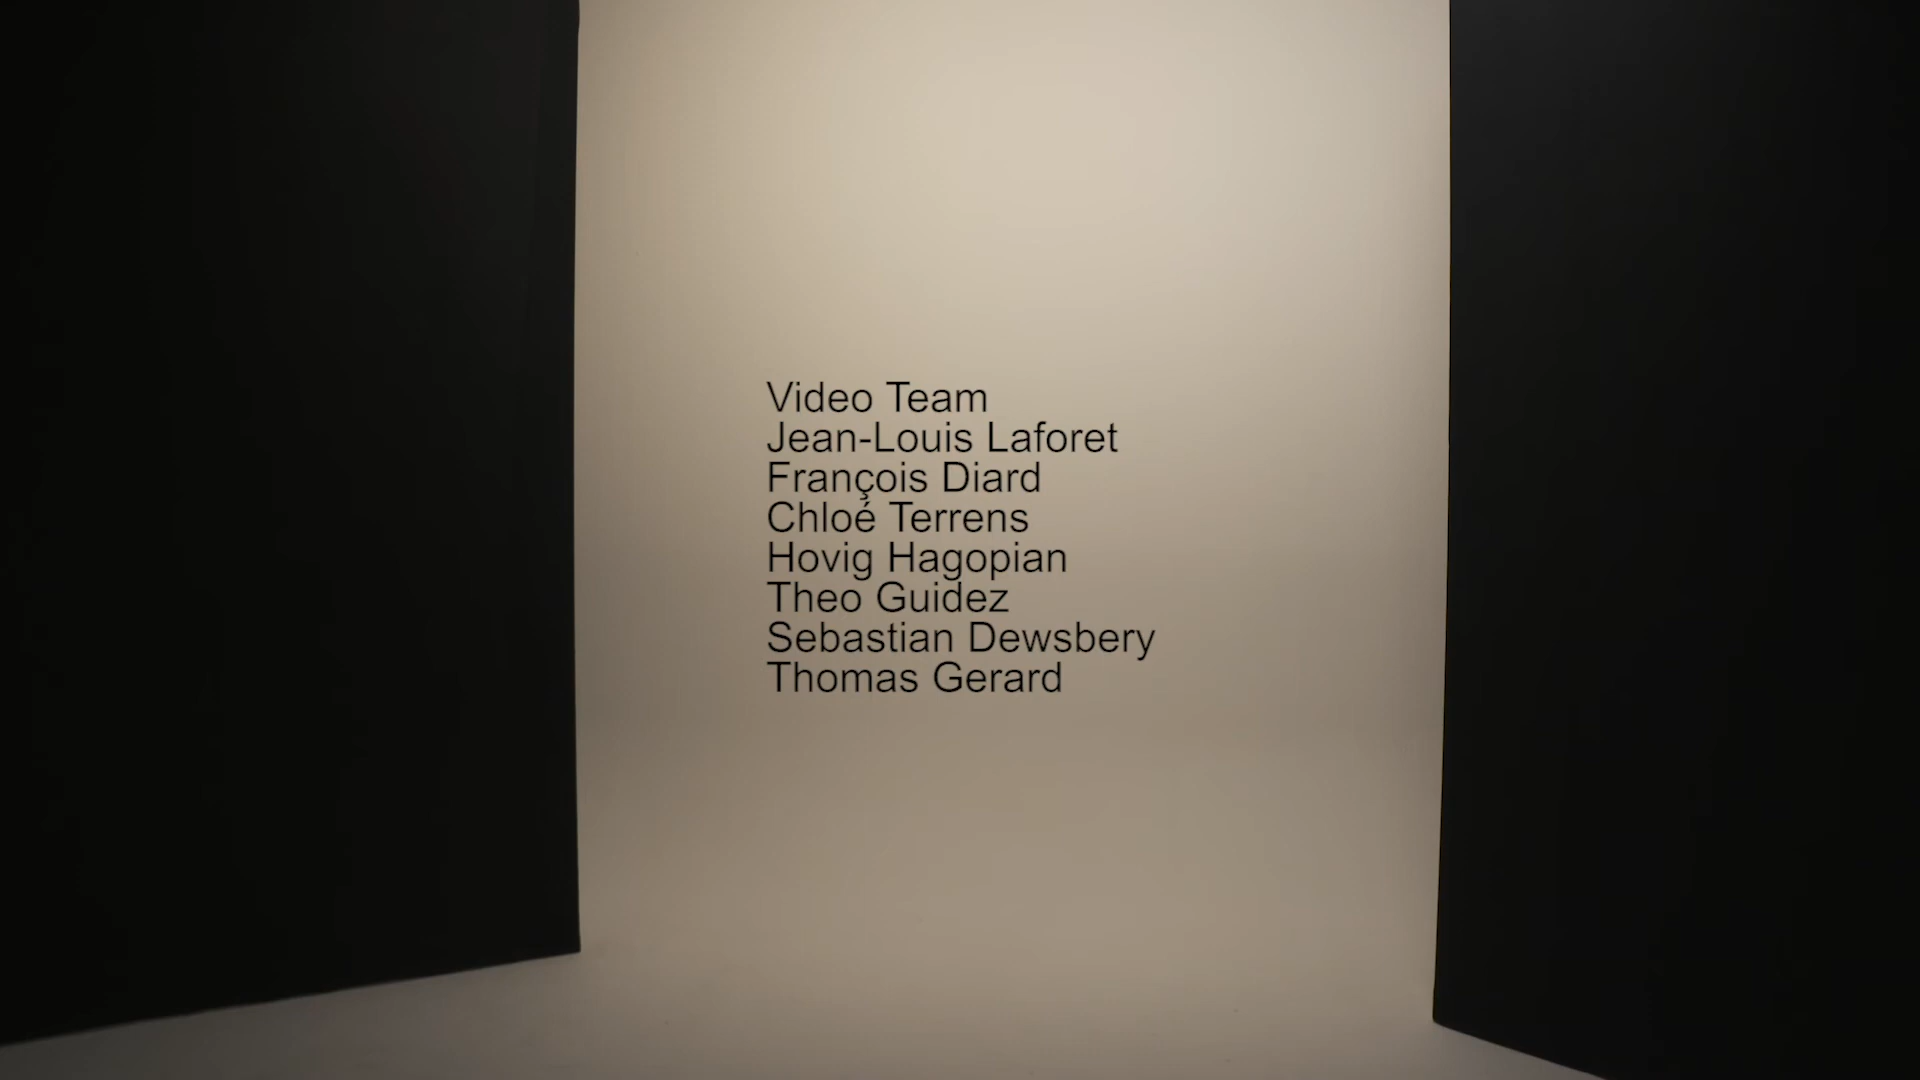 Video Team
Jean-Louis Laforet
François Diard
Chloé Terrens
Hovig Hagopian
Theo Guidez
Sebastian Dewsbery
Thomas Gerard